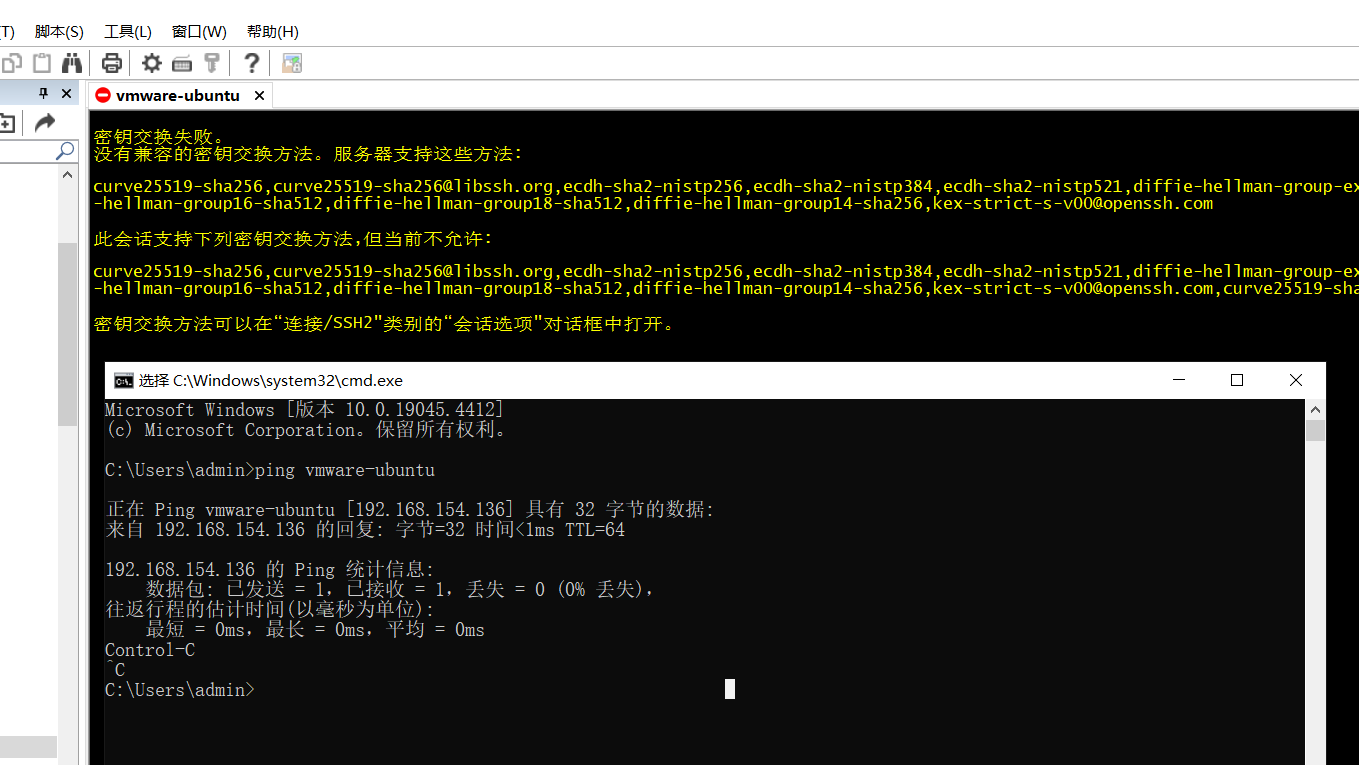 (T) 脚本(S) 工具(L) 窗口(W) 帮助(H)
vmware-ubuntu
密钥交换失败。
没有兼容的密钥交换方法。服务器支持这些方法:
curve25519-sha256,curve25519-sha256@libssh.org,ecdh-sha2-nistp256,ecdh-sha2-nistp384,ecdh-sha2-nistp521,diffie-hellman-group-ex
-hellman-group16-sha512,diffie-hellman-group18-sha512,diffie-hellman-group14-sha256,kex-strict-s-v00@openssh.com
此会话支持下列密钥交换方法,但当前不允许:
curve25519-sha256,curve25519-sha256@libssh.org,ecdh-sha2-nistp256,ecdh-sha2-nistp384,ecdh-sha2-nistp521,diffie-hellman-group-ex
-hellman-group16-sha512,diffie-hellman-group18-sha512,diffie-hellman-group14-sha256,kex-strict-s-v00@openssh.com,curve25519-sha
密钥交换方法可以在“连接/SSH2"类别的“会话选项"对话框中打开。
选择 C:\Windows\system32\cmd.exe
Microsoft Windows [版本 10.0.19045.4412]
(c) Microsoft Corporation。保留所有权利。
C:\Users\admin>ping vmware-ubuntu
正在 Ping vmware-ubuntu [192.168.154.136] 具有 32 字节的数据:
来自 192.168.154.136 的回复: 字节=32 时间<1ms TTL=64
192.168.154.136 的 Ping 统计信息:
数据包: 已发送 = 1，已接收 = 1，丢失 = 0 (0% 丢失)，
往返行程的估计时间(以毫秒为单位):
最短 = 0ms，最长 = 0ms，平均 = 0ms
Control-C
^C
C:\Users\admin>